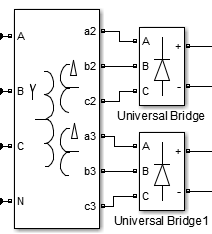 A
B
C
N
Y
Δ
Δ
a2
b2
c2
a3
b3
c3
A
B
C
+
-
Universal Bridge
A
B
C
+
-
Universal Bridge1